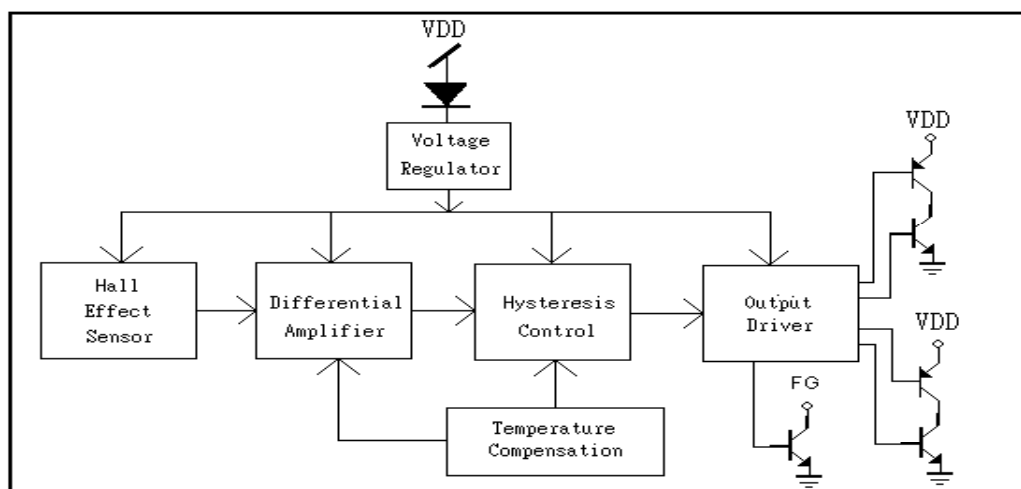 VDD
Voltage
Regulator
VDD
Hall
Effect
Sensor
Differential
Amplifier
Hysteresis
Control
Output
Driver
VDD
FG
Temperature
Compensation